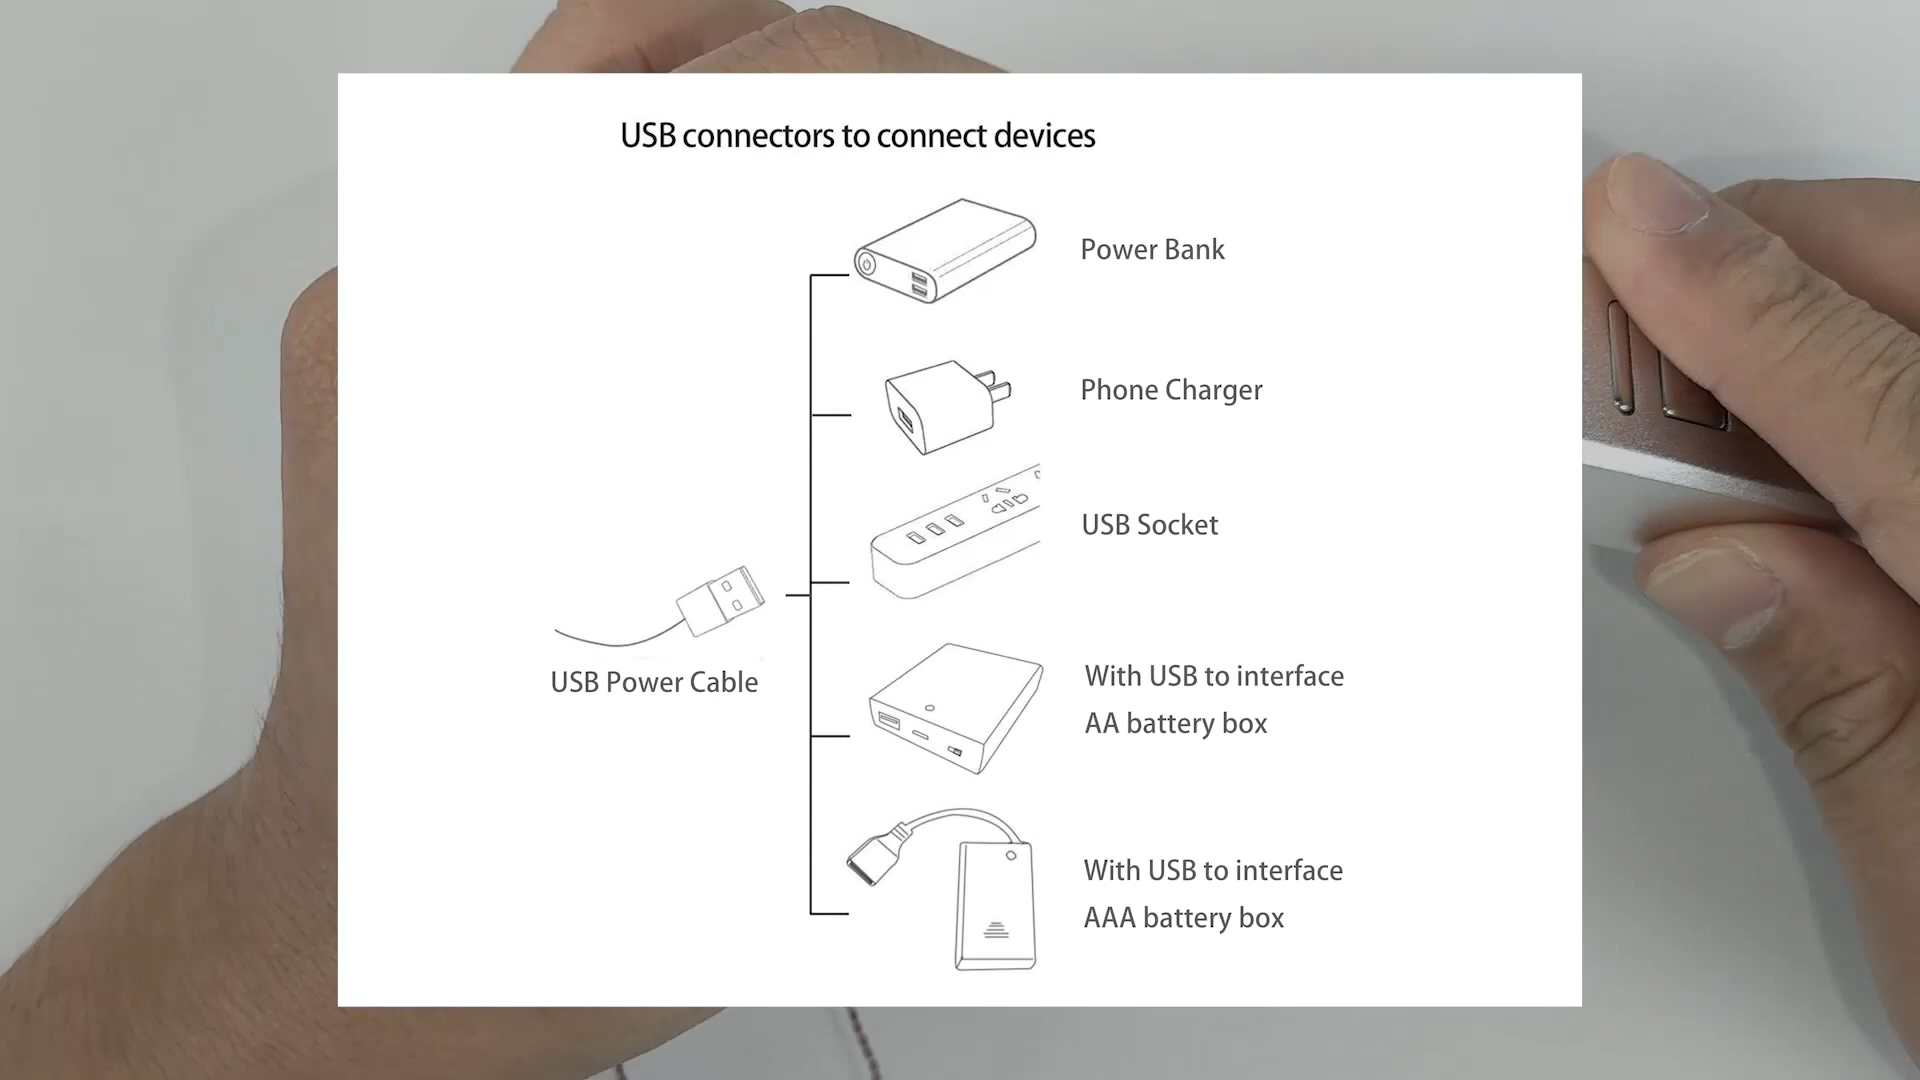 USB connectors to connect devices
Power Bank
Phone Charger
USB Socket
USB Power Cable
With USB to interface
AA battery box
With USB to interface
AAA battery box